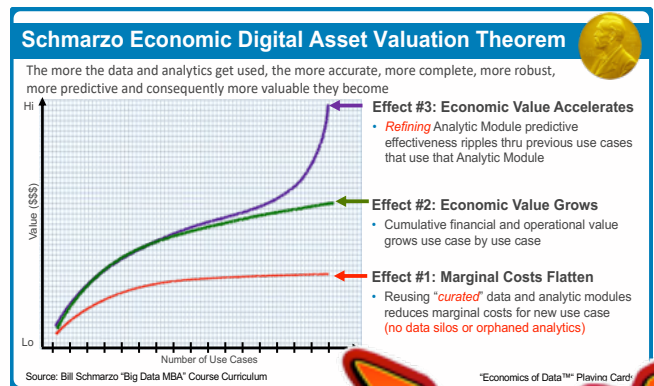 Schmarzo Economic Digital Asset Valuation Theorem
The more the data and analytics get used, the more accurate, more complete, more robust,
more predictive and consequently more valuable they become
Hi
Value ($$$)
Lo
Number of Use Cases
Effect #3: Economic Value Accelerates
• Refining Analytic Module predictive
effectiveness ripples thru previous use cases
that use that Analytic Module
Effect #2: Economic Value Grows
• Cumulative financial and operational value
grows use case by use case
Effect #1: Marginal Costs Flatten
• Reusing “curated” data and analytic modules
reduces marginal costs for new use case
(no data silos or orphaned analytics)
Source: Bill Schmarzo “Big Data MBA” Course Curriculum
“Economics of Data™“ Playing Card